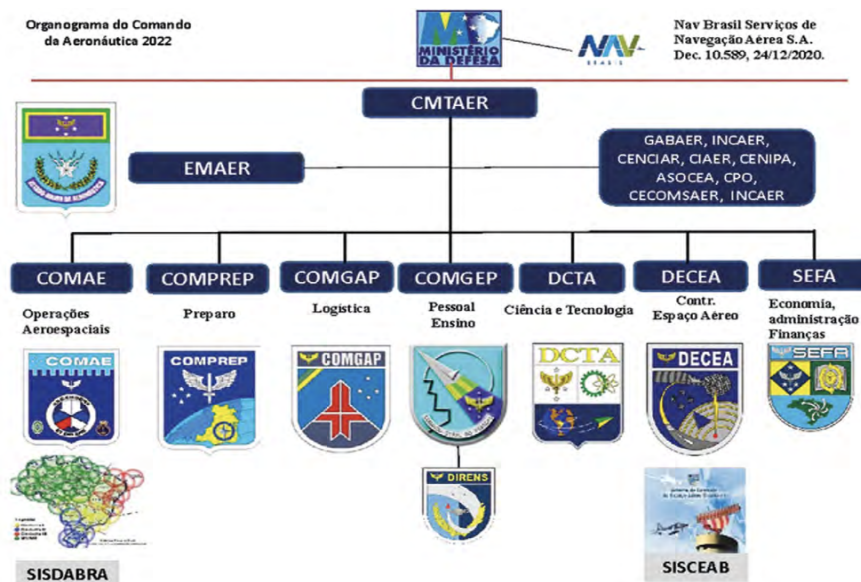 Organograma do Comando
da Aeronáutica 2022
MINISTÉRIO
DA DEFESA
NAV
BRASIL
Nav Brasil Serviços de
Navegação Aérea S.A.
Dec. 10.589, 24/12/2020.
CMTAER
EMAER
GABAER, INCAER,
CENCIAR, CIAER, CENIPA,
ASOCEA, CPO,
CECOMSAER, INCAER
COMAE
COMPREP
COMGAP
COMGEP
DCTA
DECEA
SEFA
Operações
Aeroespaciais
Preparo
Logística
Pessoal
Ensino
Ciência e Tecnologia
Contr.
Espaço Aéreo
Economia,
administração
Finanças
COMAE
COMPREP
COMGAP
DCTA
DECEA
SEFA
DIRENS
SISDABRA
SISCEAB